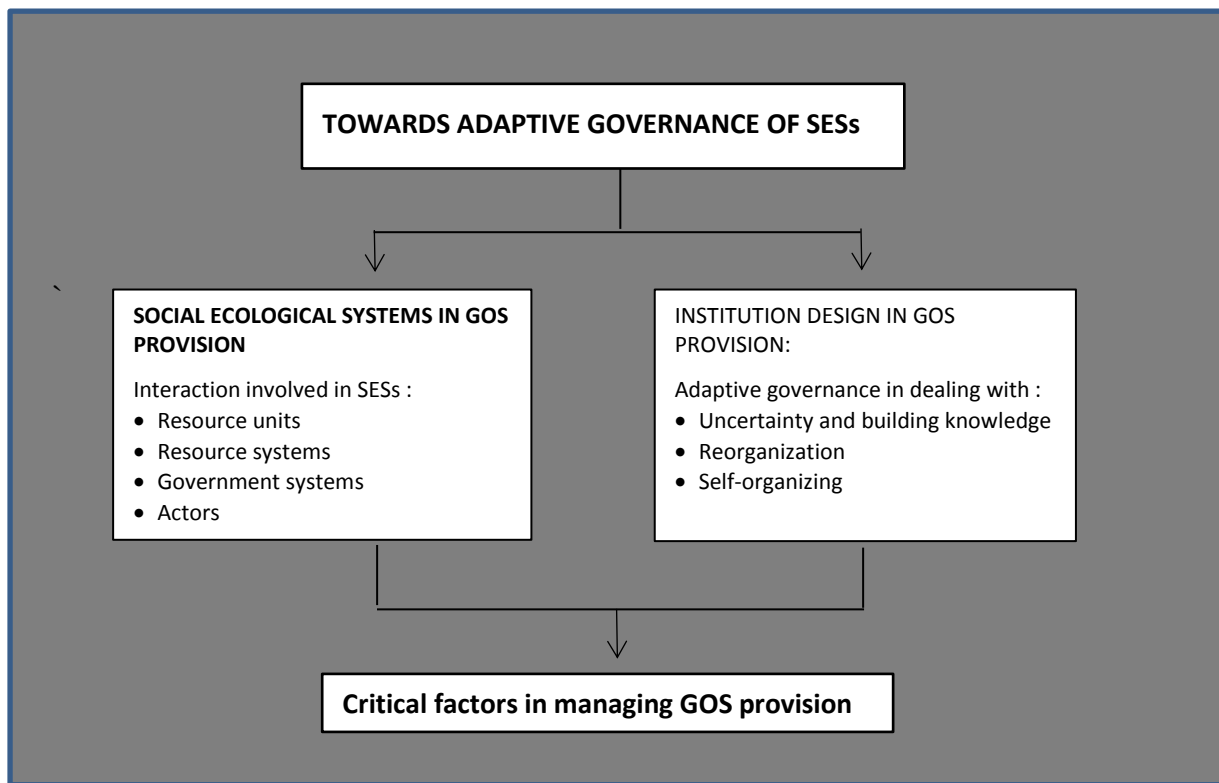 TOWARDS ADAPTIVE GOVERNANCE OF SESs
`
SOCIAL ECOLOGICAL SYSTEMS IN GOS
PROVISION
Interaction involved in SESs :
• Resource units
• Resource systems
• Government systems
• Actors
INSTITUTION DESIGN IN GOS
PROVISION:
Adaptive governance in dealing with :
• Uncertainty and building knowledge
• Reorganization
• Self-organizing
Critical factors in managing GOS provision